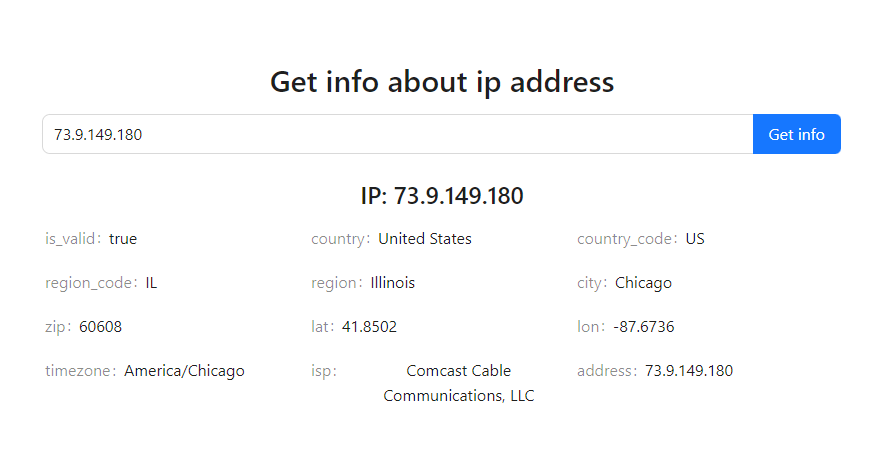 Get info about ip address
73.9.149.180
Get info
IP: 73.9.149.180
is_valid: true
country: United States
country_code: US
region_code: IL
region: Illinois
city: Chicago
zip: 60608
lat: 41.8502
lon: -87.6736
timezone: America/Chicago
isp: Comcast Cable
Communications, LLC
address: 73.9.149.180